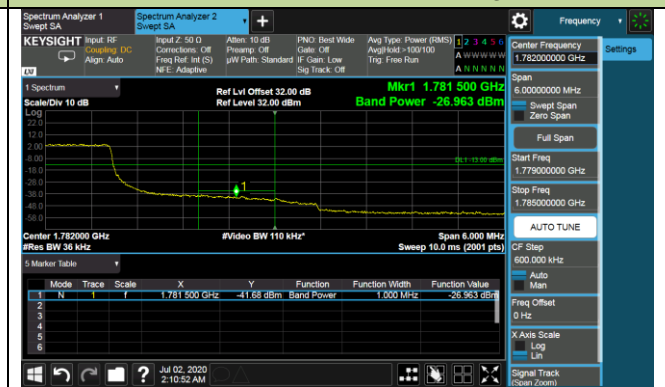 Spectrum Analyzer 1
Swept SA
Spectrum Analyzer 2
Swept SA
+
Frequency
KEYSIGHT
Input: RF
Coupling: DC
Align: Auto
Input Z: 50 Ω
Corrections: Off
Freq Ref: Int (S)
NFE: Adaptive
Atten: 10 dB
Preamp: Off
µW Path: Standard
PNO: Best Wide
Gate: Off
IF Gain: Low
Sig Track: Off
Avg Type: Power (RMS)
Avg|Hold:>100/100
Trig: Free Run
1 2 3 4 5 6
A W W W W W
A N N N N N
LXI
1 Spectrum
Scale/Div 10 dB
Ref Lvl Offset 32.00 dB
Ref Level 32.00 dBm
Mkr1 1.781 500 GHz
Band Power -26.963 dBm
Log
22.0
12.0
2.00
-8.00
-18.0
-28.0
-38.0
-48.0
-58.0
DL1 -13.00 dBm
1
Center 1.782000 GHz
#Res BW 36 kHz
#Video BW 110 kHz*
Span 6.000 MHz
Sweep 10.0 ms (2001 pts)
5 Marker Table
Mode Trace Scale X Y Function Function Width Function Value
1 N 1 f 1.781 500 GHz -41.68 dBm Band Power 1.000 MHz -26.963 dBm
2
3
4
5
6
Jul 02, 2020
2:10:52 AM
?
Center Frequency
1.782000000 GHz
Settings
Span
6.00000000 MHz
Swept Span
Zero Span
Full Span
Start Freq
1.779000000 GHz
Stop Freq
1.785000000 GHz
AUTO TUNE
CF Step
600.000 kHz
Auto
Man
Freq Offset
0 Hz
X Axis Scale
Log
Lin
Signal Track
(Span Zoom)